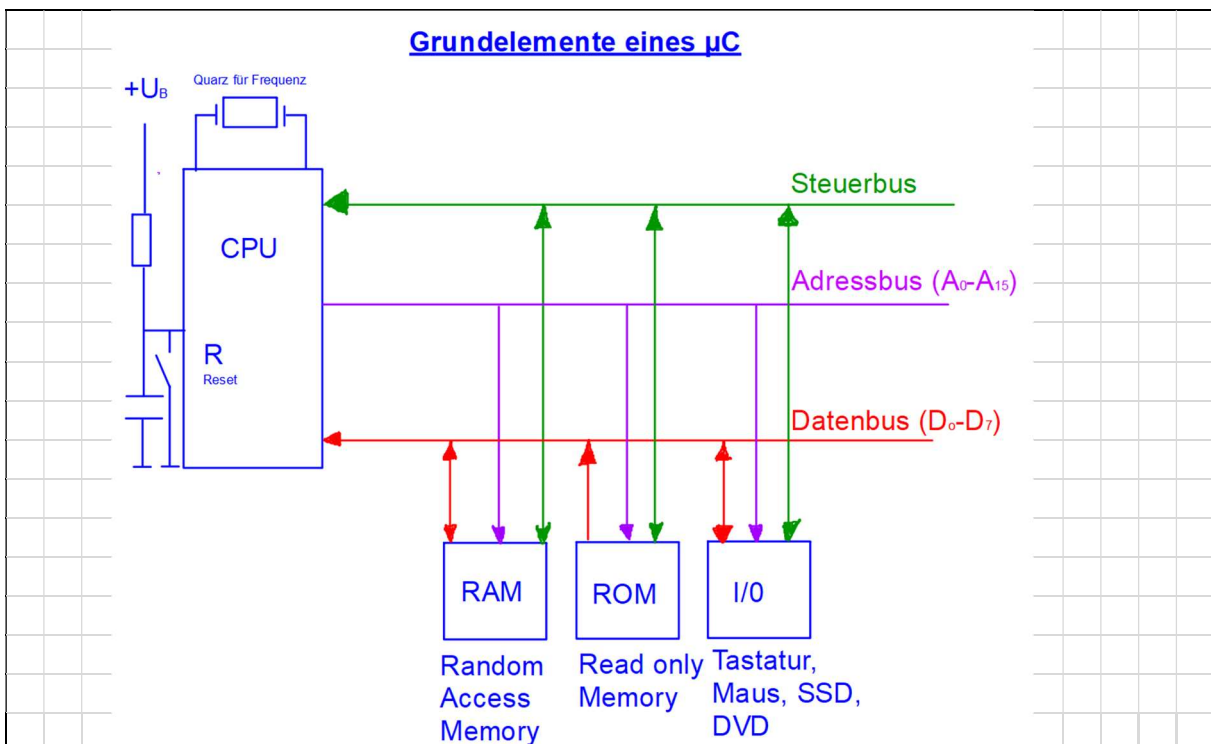 Grundelemente eines µC
+UB
Quarz für Frequenz
Steuerbus
CPU
Adressbus (A0-A15)
R
Reset
Datenbus (Do-D7)
RAM
ROM
I/0
Random
Access
Memory
Read only
Memory
Tastatur,
Maus, SSD,
DVD